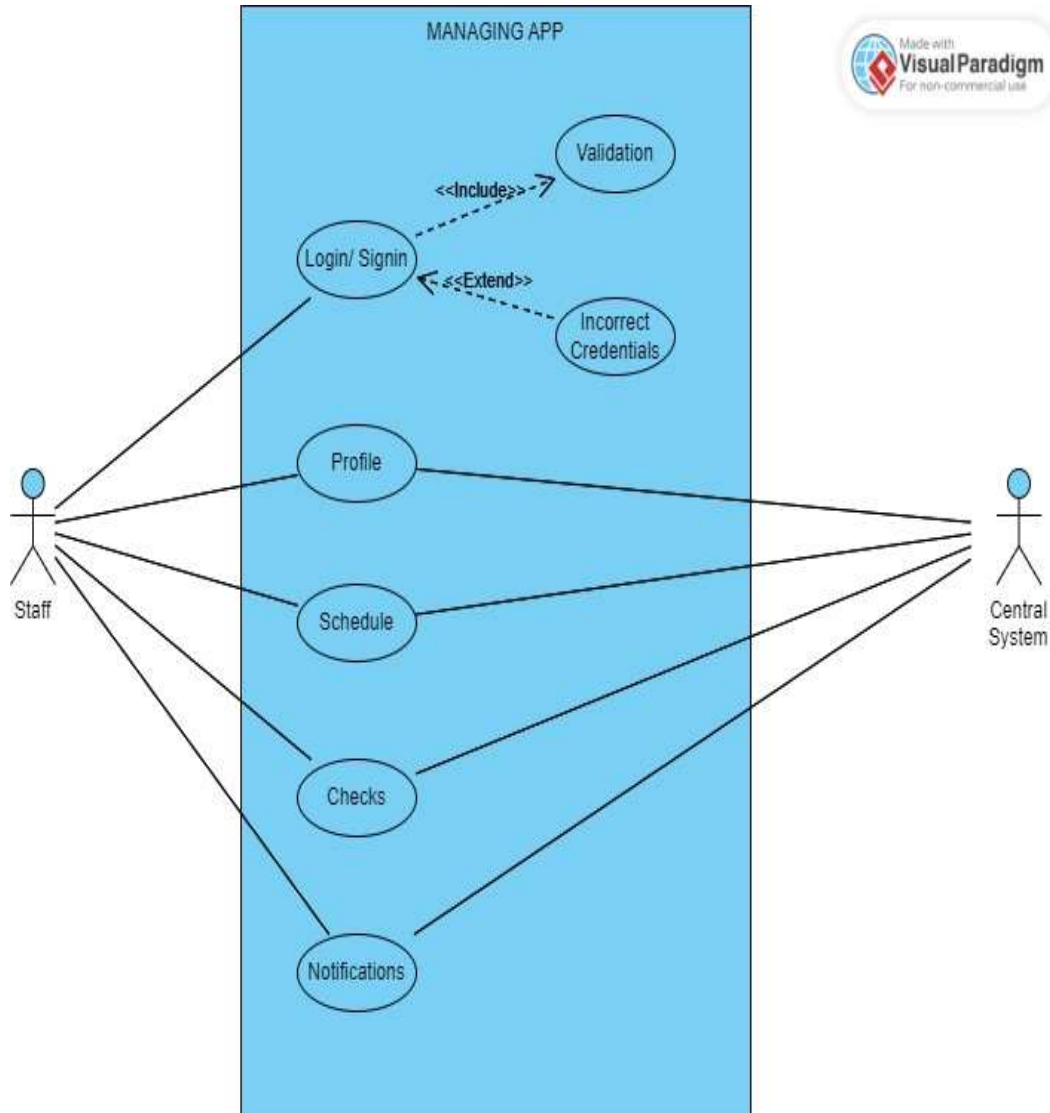 MANAGING APP
Made with
Visual Paradigm
For non-commercial use
Validation
<<Include>>
Login/ Signin
<<Extend>>
Incorrect
Credentials
Profile
Staff
Schedule
Central
System
Checks
Notifications